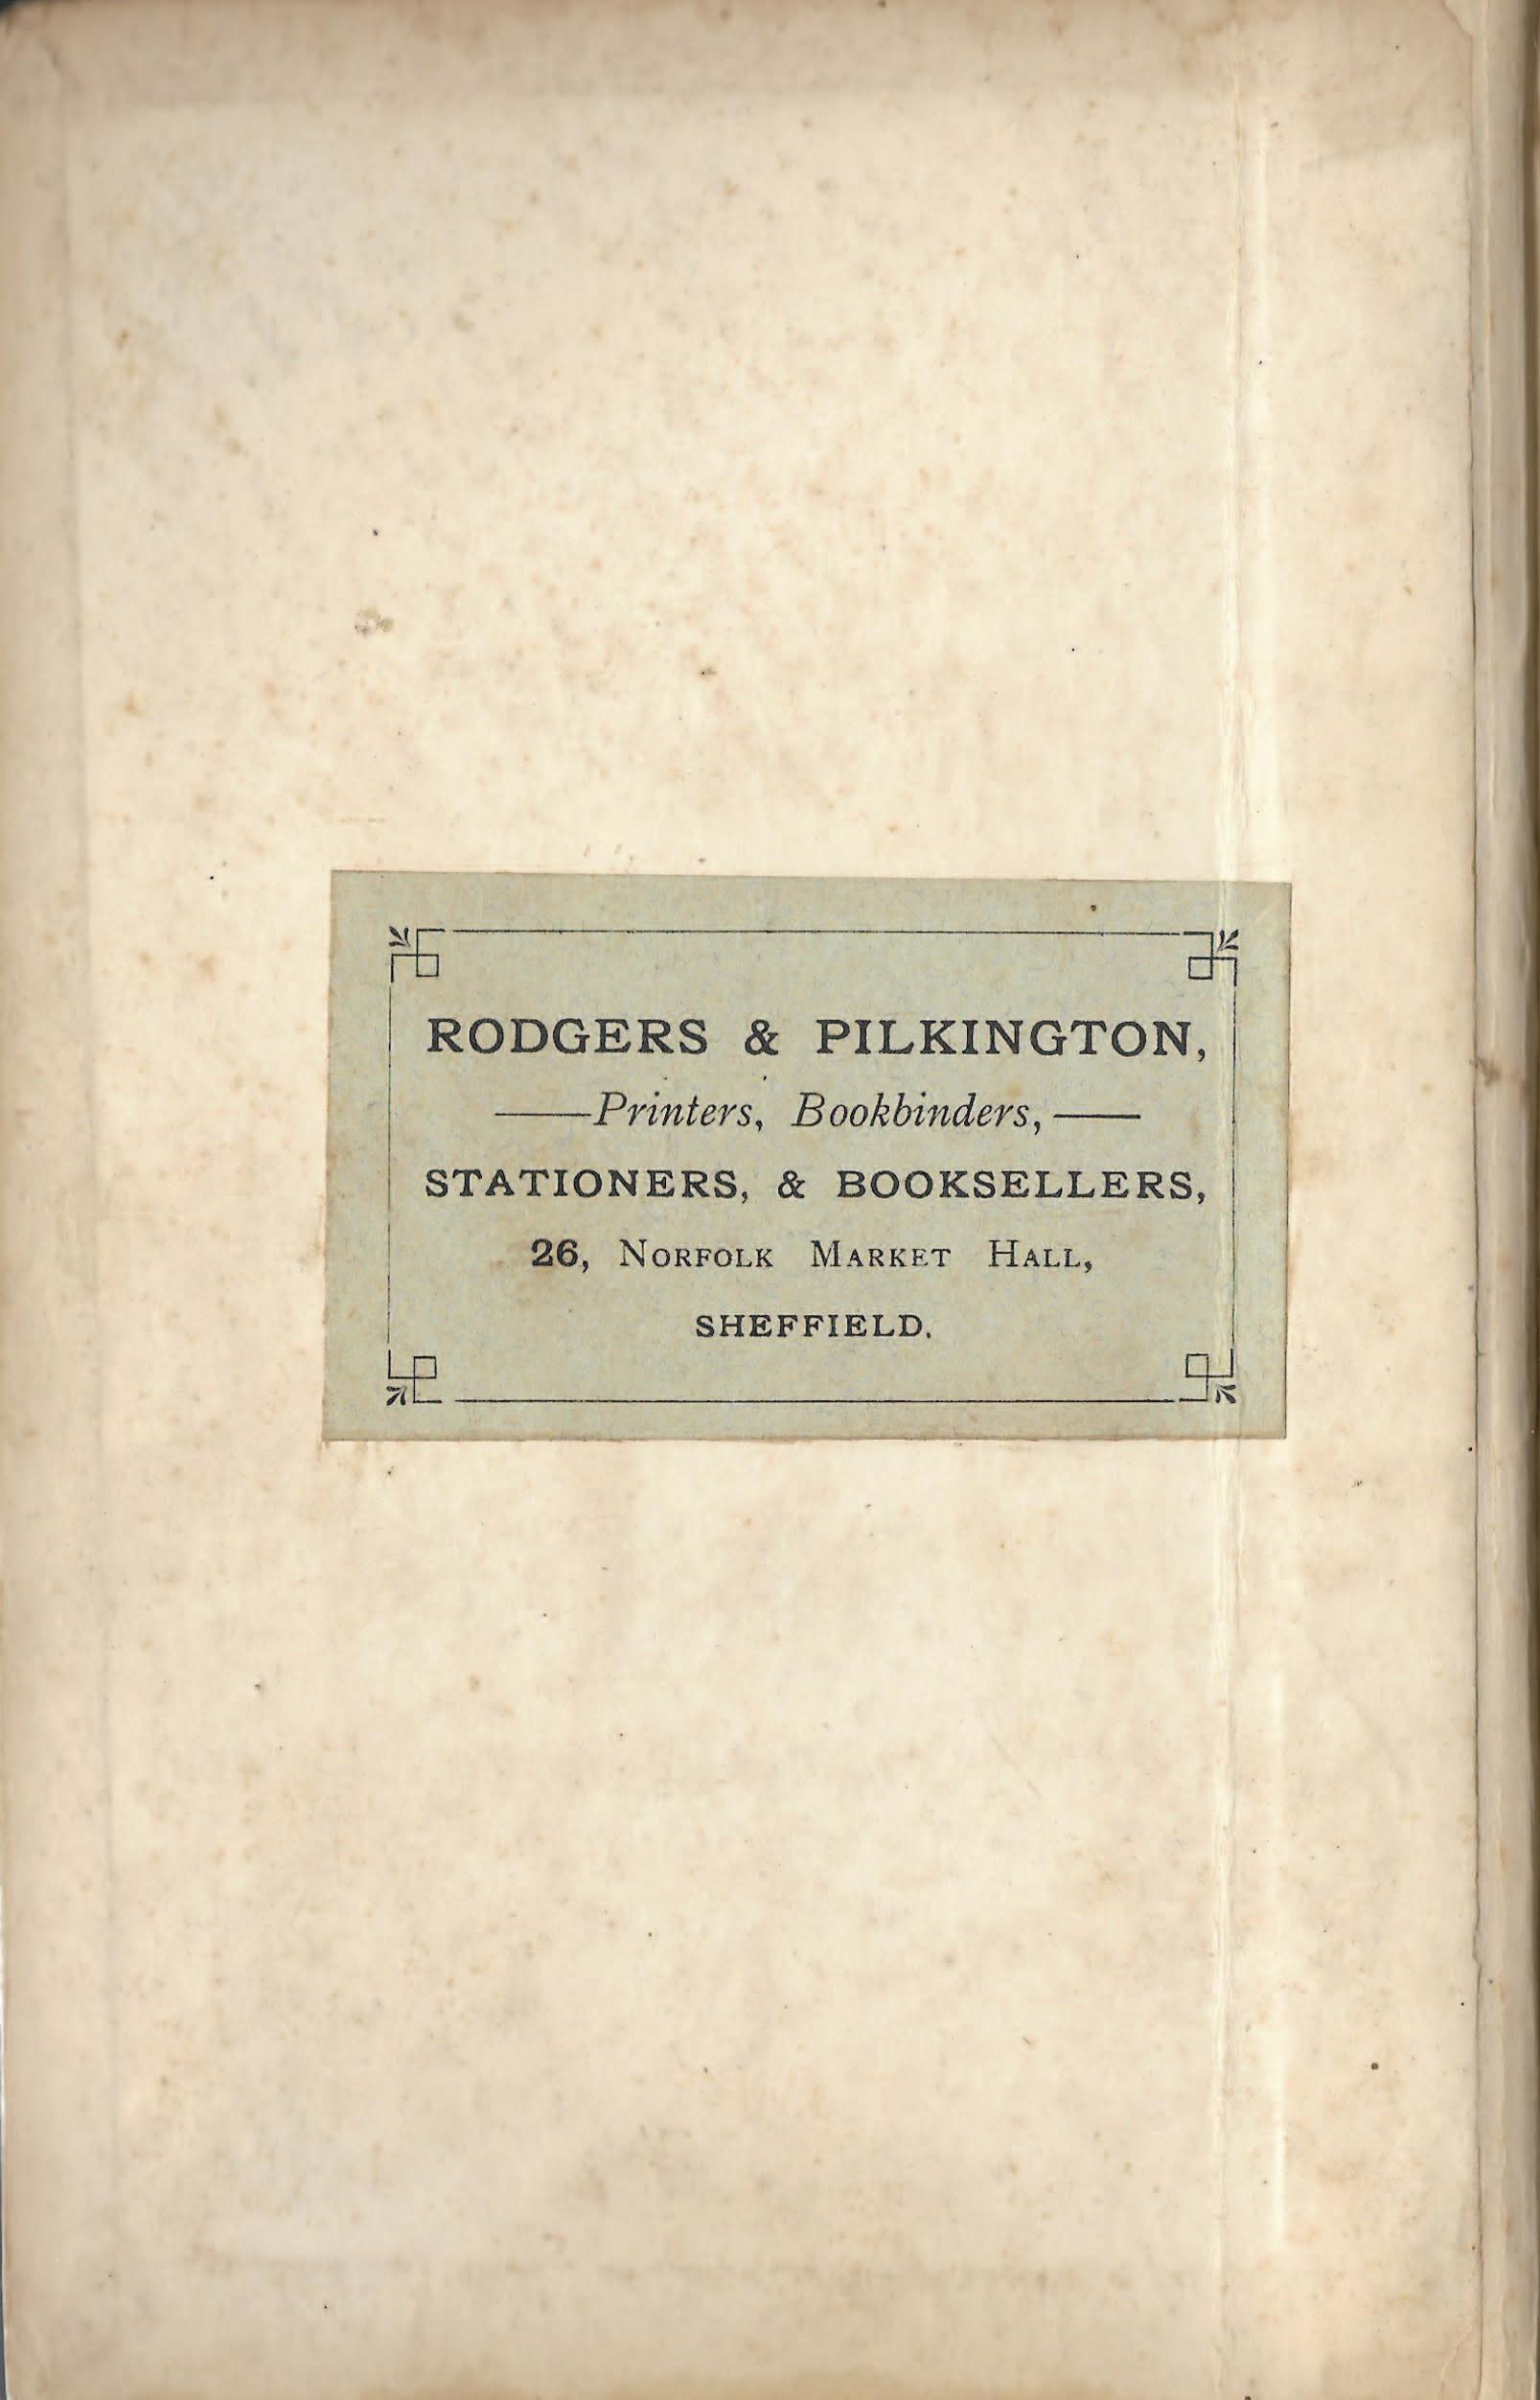 RODGERS & PILKINGTON,
——Printers, Bookbinders,——
STATIONERS, & BOOKSELLERS,
26, NORFOLK MARKET HALL,
SHEFFIELD.